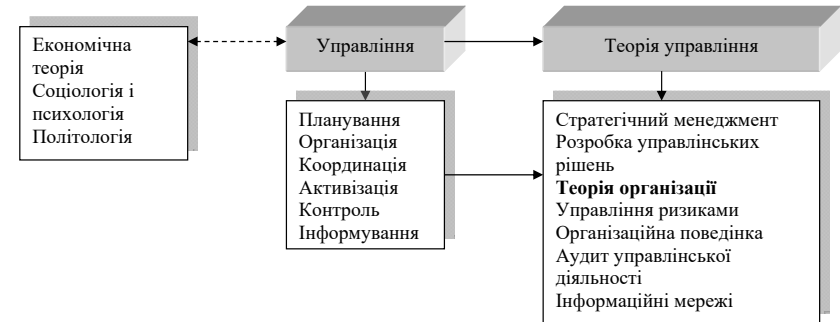 Економічна
теорія
Соціологія і
психологія
Політологія
Управління
Теорія управління
Планування
Організація
Координація
Активізація
Контроль
Інформування
Стратегічний менеджмент
Розробка управлінських
рішень
Теорія організації
Управління ризиками
Організаційна поведінка
Аудит управлінської
діяльності
Інформаційні мережі